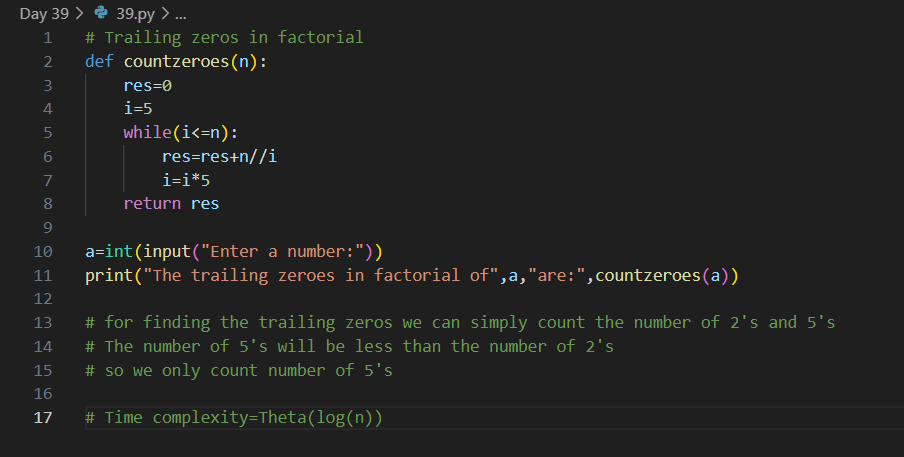 Day 39 > 39.py > ...
1 # Trailing zeros in factorial
2 def countzeroes(n):
3     res=0
4     i=5
5     while(i<=n):
6         res=res+n//i
7         i=i*5
8     return res
9
10 a=int(input("Enter a number:"))
11 print("The trailing zeroes in factorial of",a,"are:",countzeroes(a))
12
13 # for finding the trailing zeros we can simply count the number of 2's and 5's
14 # The number of 5's will be less than the number of 2's
15 # so we only count number of 5's
16
17 # Time complexity=Theta(log(n))